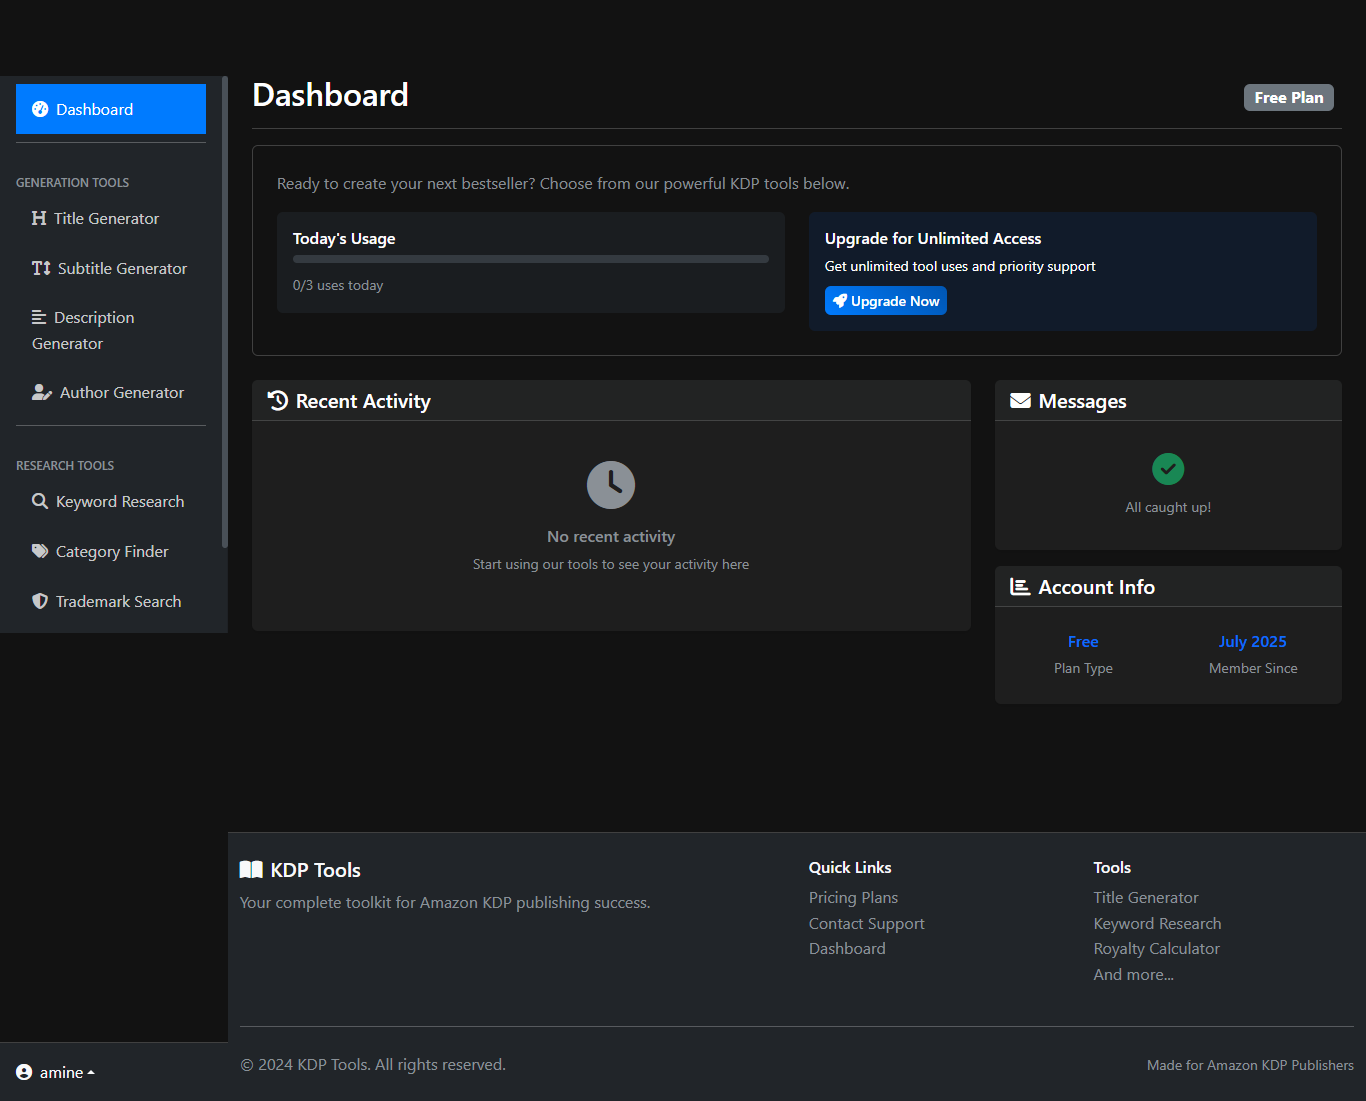 Dashboard
GENERATION TOOLS
Title Generator
Subtitle Generator
Description
Generator
Author Generator
RESEARCH TOOLS
Keyword Research
Category Finder
Trademark Search
amine
Dashboard
Free Plan
Ready to create your next bestseller? Choose from our powerful KDP tools below.
Today's Usage
0/3 uses today
Upgrade for Unlimited Access
Get unlimited tool uses and priority support
Upgrade Now
Recent Activity
No recent activity
Start using our tools to see your activity here
Messages
All caught up!
Account Info
Free
Plan Type
July 2025
Member Since
KDP Tools
Your complete toolkit for Amazon KDP publishing success.
Quick Links
Pricing Plans
Contact Support
Dashboard
Tools
Title Generator
Keyword Research
Royalty Calculator
And more...
© 2024 KDP Tools. All rights reserved.
Made for Amazon KDP Publishers